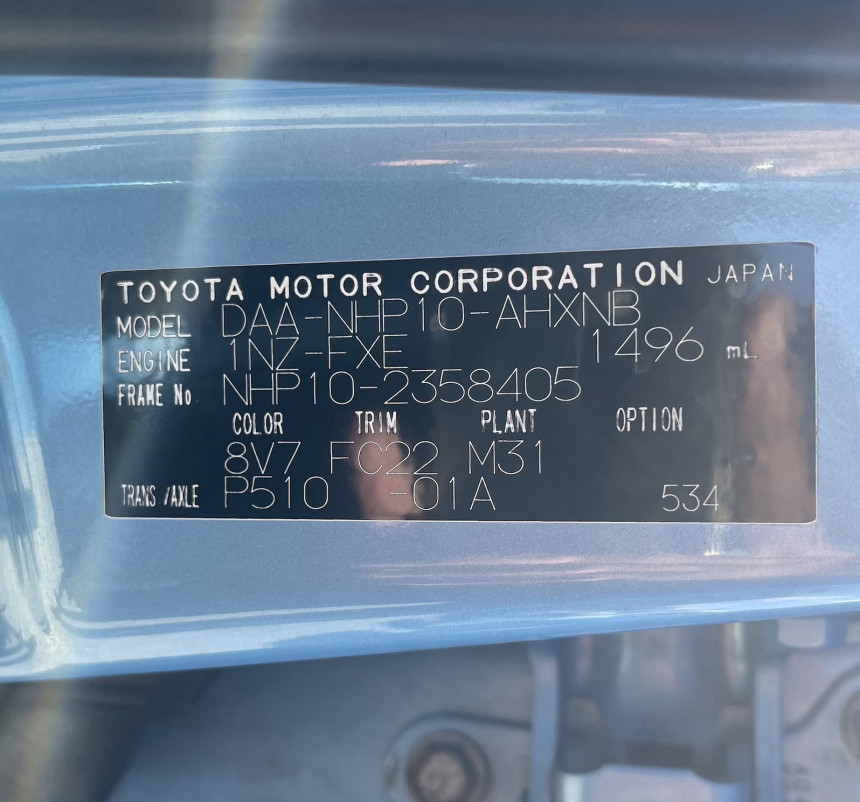 TOYOTA MOTOR CORPORATION JAPAN
MODEL DAA-NHP10-AHXNB
ENGINE 1NZ-FXE 1496 mL
FRAME No. NHP10-2358405
COLOR TRIM PLANT OPTION
8V7 FC22 M31
TRANS/AXLE P510 -01A 534